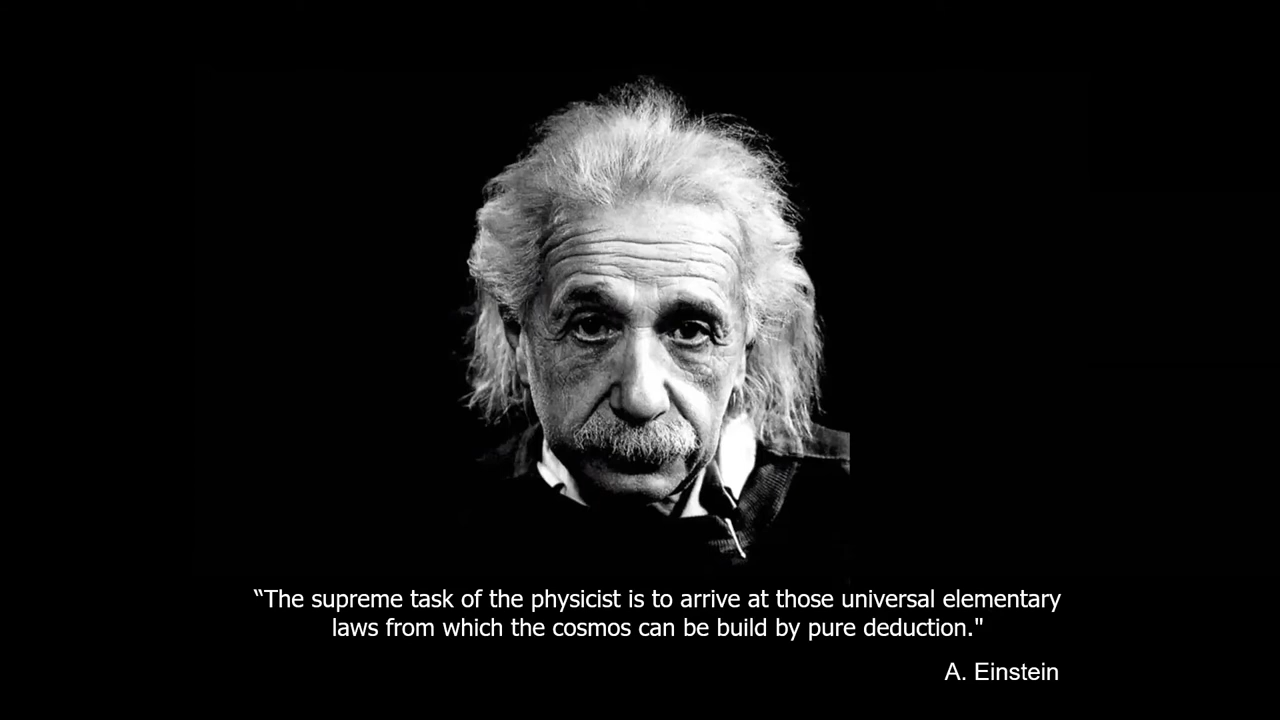 “The supreme task of the physicist is to arrive at those universal elementary
laws from which the cosmos can be build by pure deduction."
A. Einstein